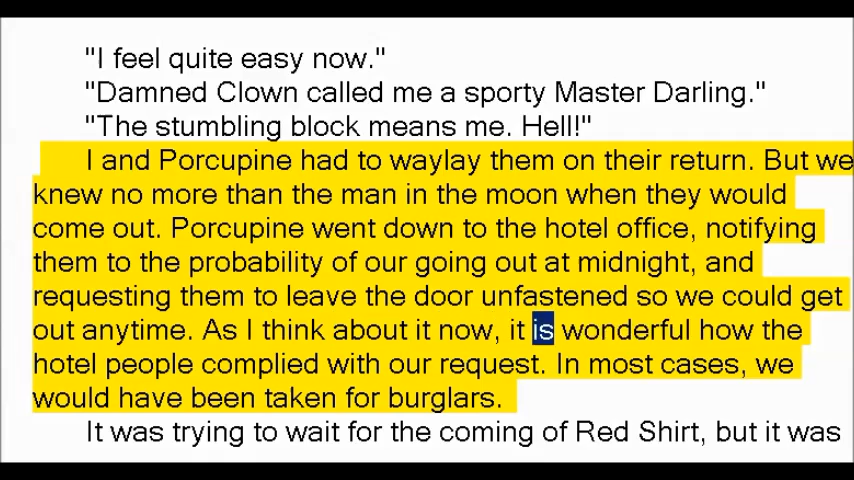 "I feel quite easy now."
"Damned Clown called me a sporty Master Darling."
"The stumbling block means me. Hell!"
I and Porcupine had to waylay them on their return. But we
knew no more than the man in the moon when they would
come out. Porcupine went down to the hotel office, notifying
them to the probability of our going out at midnight, and
requesting them to leave the door unfastened so we could get
out anytime. As I think about it now, it is wonderful how the
hotel people complied with our request. In most cases, we
would have been taken for burglars.
It was trying to wait for the coming of Red Shirt, but it was